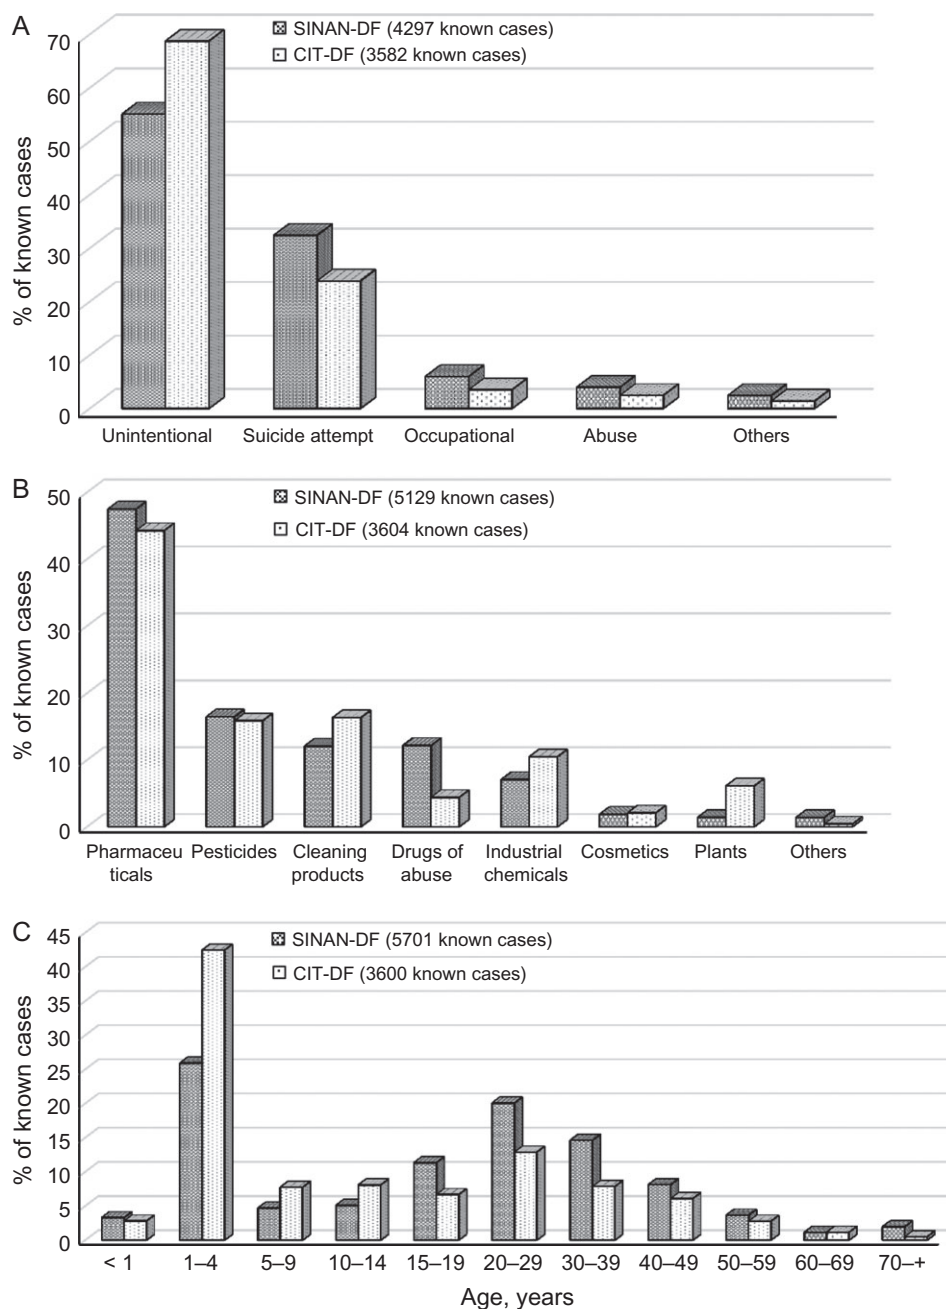 A
SINAN-DF (4297 known cases)
CIT-DF (3582 known cases)
% of known cases
70
60
50
40
30
20
10
0
Unintentional Suicide attempt Occupational Abuse Others
B
SINAN-DF (5129 known cases)
CIT-DF (3604 known cases)
% of known cases
50
40
30
20
10
0
Pharmaceu Pesticides Cleaning Drugs of Industrial Cosmetics Plants Others
ticals products abuse chemicals
C
SINAN-DF (5701 known cases)
CIT-DF (3600 known cases)
% of known cases
45
40
35
30
25
20
15
10
5
0
< 1 1–4 5–9 10–14 15–19 20–29 30–39 40–49 50–59 60–69 70–+
Age, years